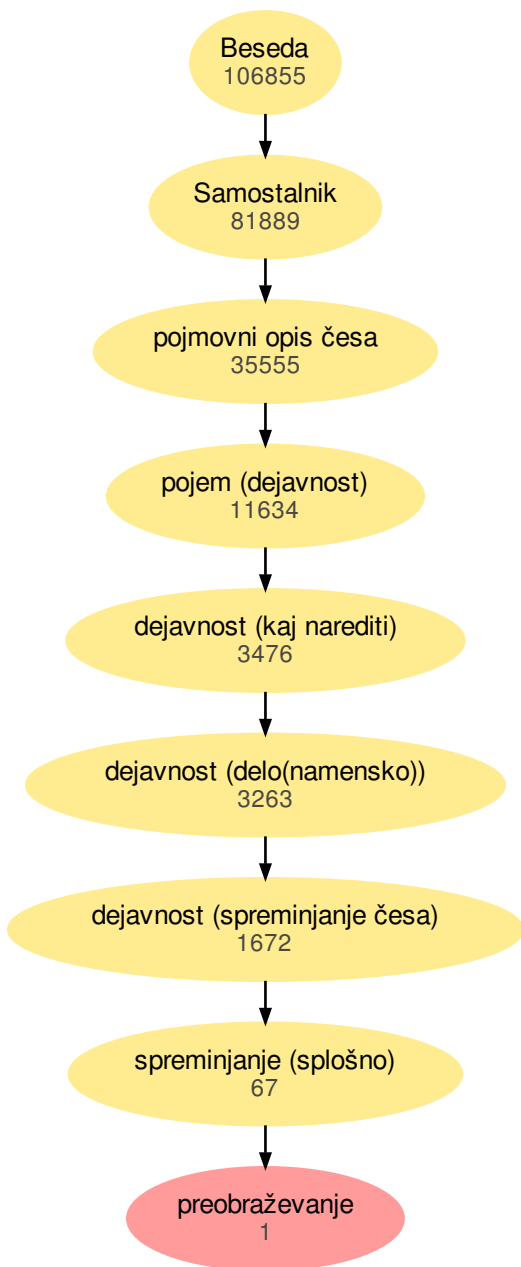 Beseda
106855
Samostalnik
81889
pojmovni opis česa
35555
pojem (dejavnost)
11634
dejavnost (kaj narediti)
3476
dejavnost (delo(namensko))
3263
dejavnost (spreminjanje česa)
1672
spreminjanje (splošno)
67
preobraževanje
1